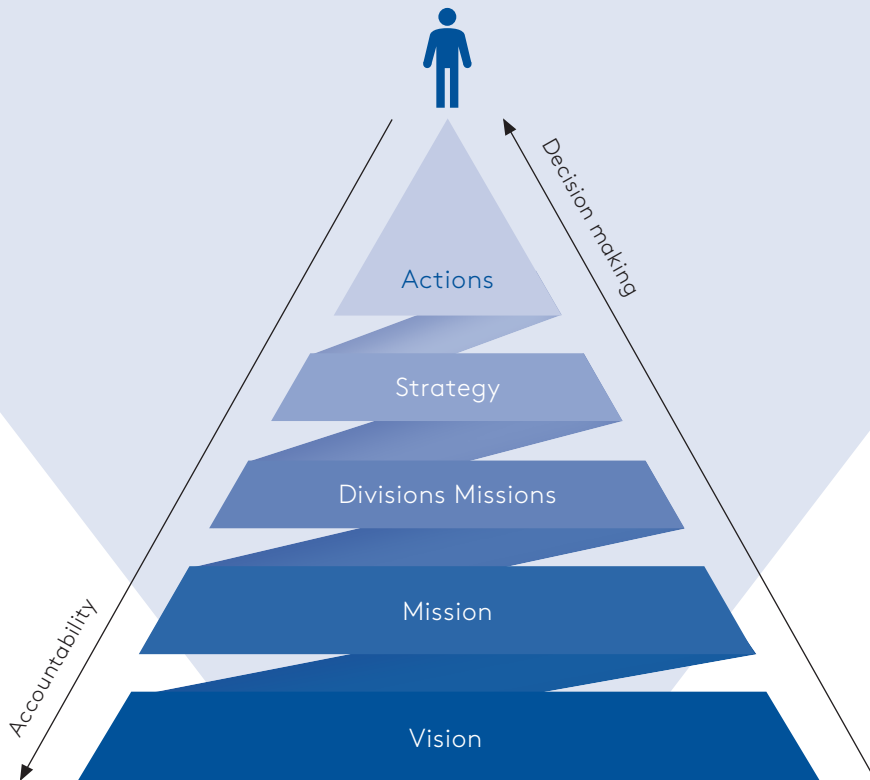 Decision making
Actions
Strategy
Divisions Missions
Mission
Accountability
Vision